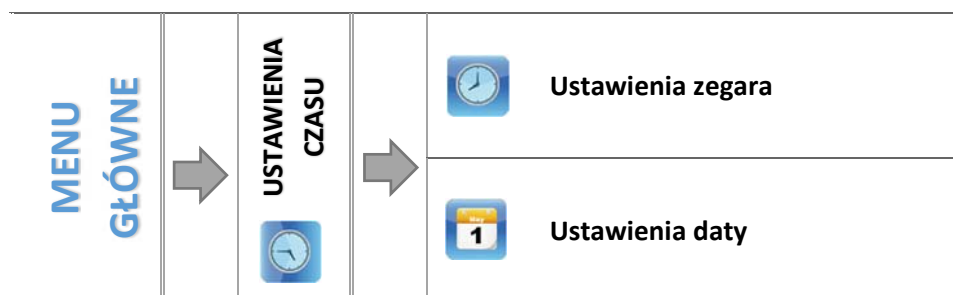 MENU
GŁÓWNE
USTAWIENIA
CZASU
Ustawienia zegara
May
1
Ustawienia daty